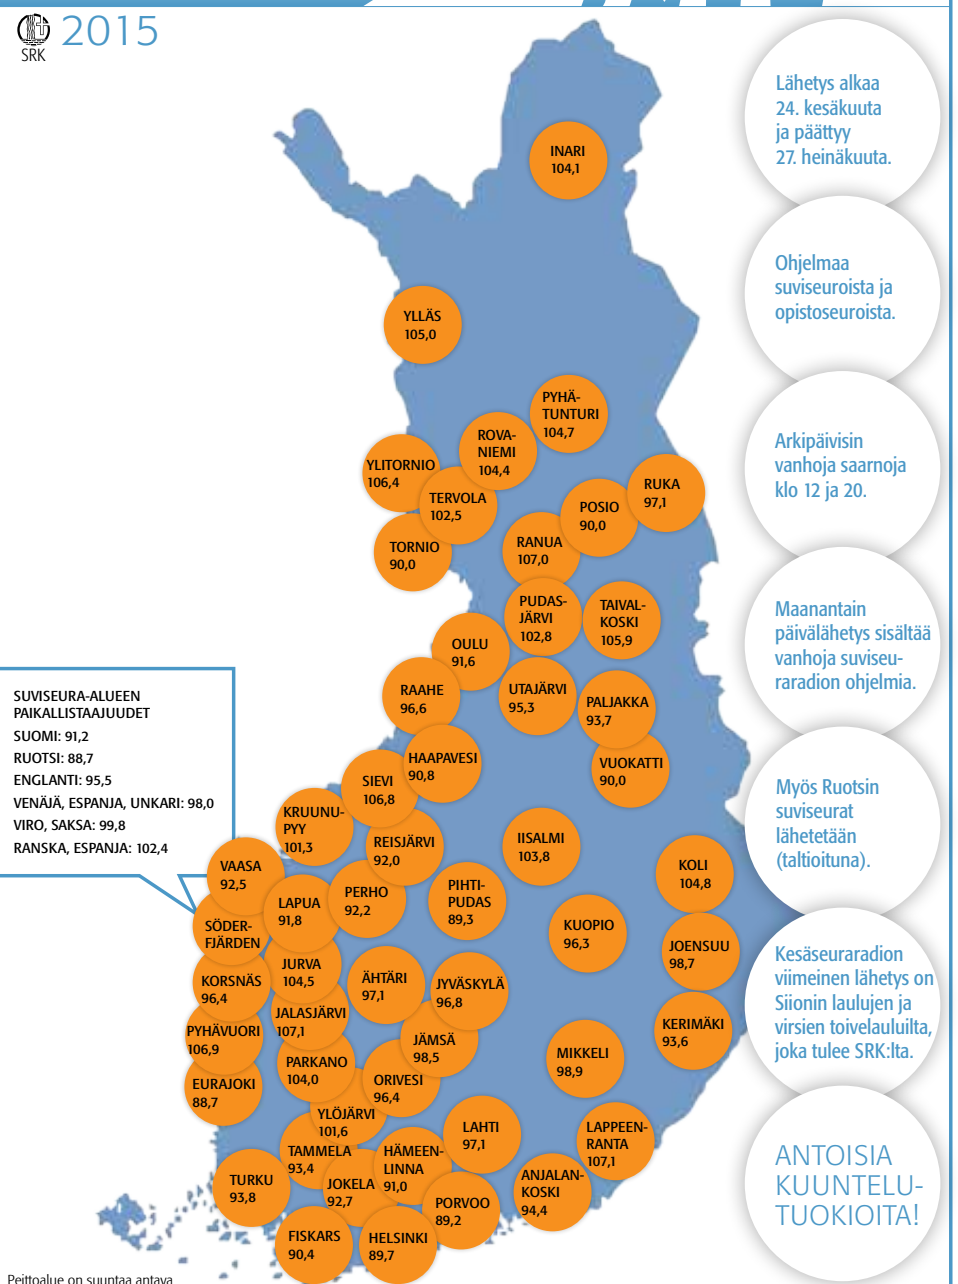 SRK
2015
INARI
104,1
YLLÄS
105,0
PYHÄ-
TUNTURI
104,7
ROVA-
NIEMI
104,4
YLITORNIO
106,4
TERVOLA
102,5
RUKA
97,1
POSIO
90,0
TORNIO
90,0
RANUA
107,0
PUDAS-
JÄRVI
102,8
TAIVAL-
KOSKI
105,9
OULU
91,6
RAAHE
96,6
UTAJÄRVI
95,3
PALJAKKA
93,7
HAAPAVESI
90,8
VUOKATTI
90,0
SIEVI
106,8
KRUUNU-
PYY
101,3
REISJÄRVI
92,0
IISALMI
103,8
VAASA
92,5
KOLI
104,8
LAPUA
91,8
PERHO
92,2
PIHTI-
PUDAS
89,3
SÖDER-
FJÄRDEN
KUOPIO
96,3
JOENSUU
98,7
KORSNÄS
96,4
JURVA
104,5
ÄHTÄRI
97,1
JYVÄSKYLÄ
96,8
JALASJÄRVI
107,1
PYHÄVUORI
106,9
JÄMSÄ
98,5
KERIMÄKI
93,6
MIKKELI
98,9
PARKANO
104,0
EURAJOKI
88,7
ORIVESI
96,4
YLÖJÄRVI
101,6
LAHTI
97,1
LAPPEEN-
RANTA
107,1
TAMMELA
93,4
HÄMEEN-
LINNA
91,0
TURKU
93,8
JOKELA
92,7
ANJALAN-
KOSKI
94,4
PORVOO
89,2
FISKARS
90,4
HELSINKI
89,7
SUVISEURA-ALUEEN
PAIKALLISTAAJUUDET
SUOMI: 91,2
RUOTSI: 88,7
ENGLANTI: 95,5
VENÄJÄ, ESPANJA, UNKARI: 98,0
VIRO, SAKSA: 99,8
RANSKA, ESPANJA: 102,4
Lähetys alkaa
24. kesäkuuta
ja päättyy
27. heinäkuuta.
Ohjelmaa
suviseuroista ja
opistoseuroista.
Arkipäivisin
vanhoja saarnoja
klo 12 ja 20.
Maanantain
päivälähetys sisältää
vanhoja suviseu-
raradion ohjelmia.
Myös Ruotsin
suviseurat
lähetetään
(taltioituna).
Kesäseuraradion
viimeinen lähetys on
Siionin laulujen ja
virsien toivelauluilta,
joka tulee SRK:lta.
ANTOISIA
KUUNTELU-
TUOKIOITA!
Peittoalue on suuntaa antava